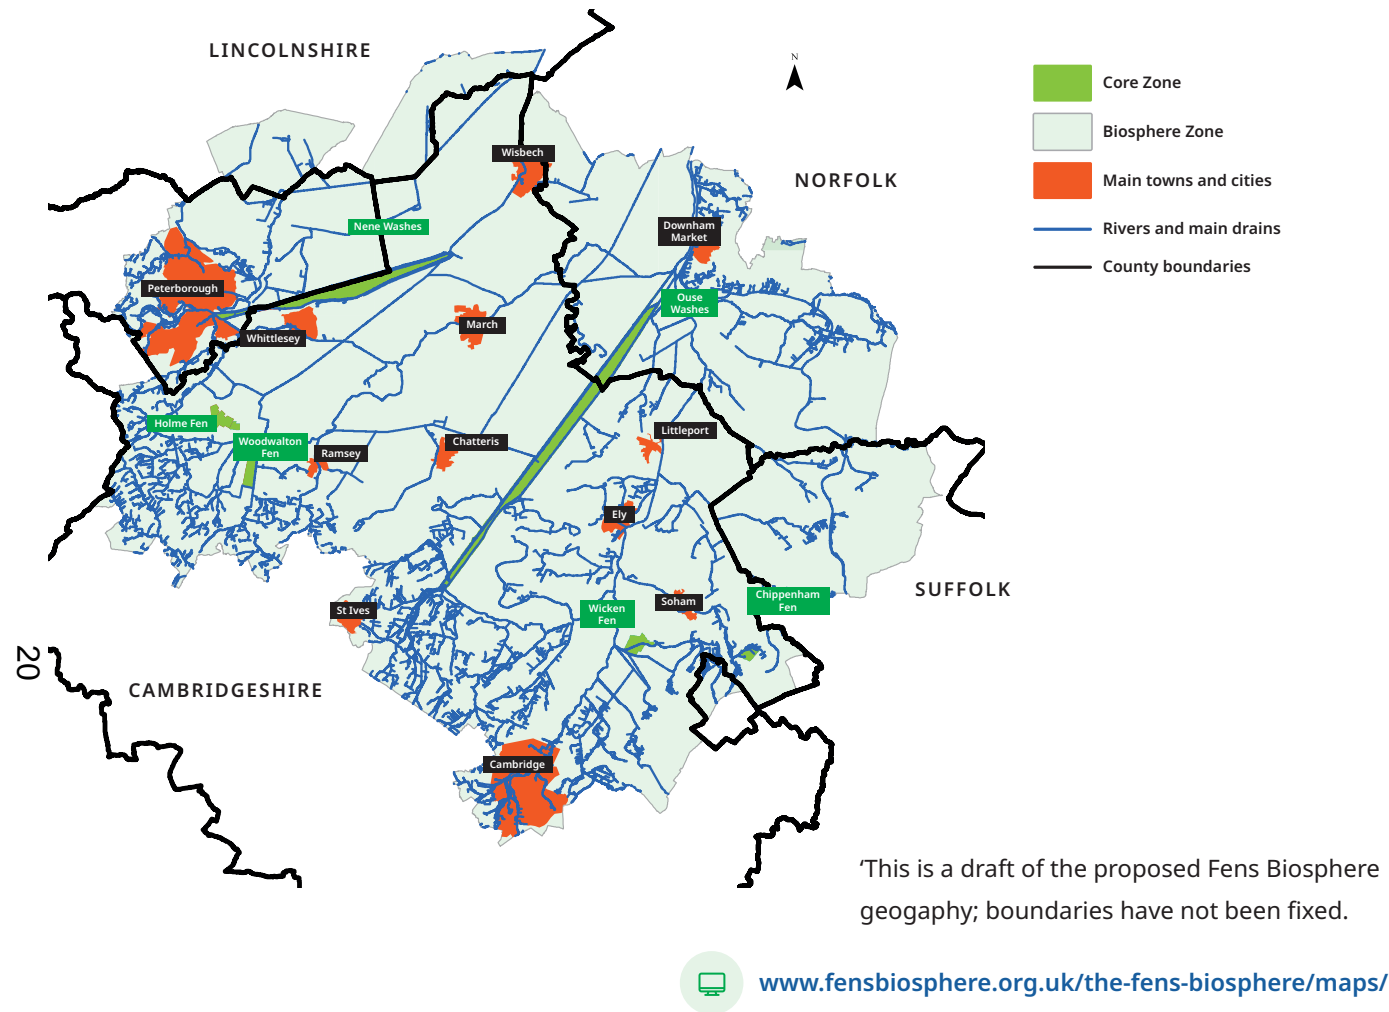 LINCOLNSHIRE
N
Core Zone
Biosphere Zone
Wisbech
Main towns and cities
NORFOLK
Nene Washes
Downham
Market
Rivers and main drains
County boundaries
Peterborough
Ouse
Washes
March
Whittlesey
Holme Fen
Woodwalton
Fen
Ramsey
Chatteris
Littleport
Ely
SUFFOLK
Chippenham
Fen
St Ives
Wicken
Fen
Soham
20
CAMBRIDGESHIRE
Cambridge
‘This is a draft of the proposed Fens Biosphere
geogaphy; boundaries have not been fixed.
www.fensbiosphere.org.uk/the-fens-biosphere/maps/